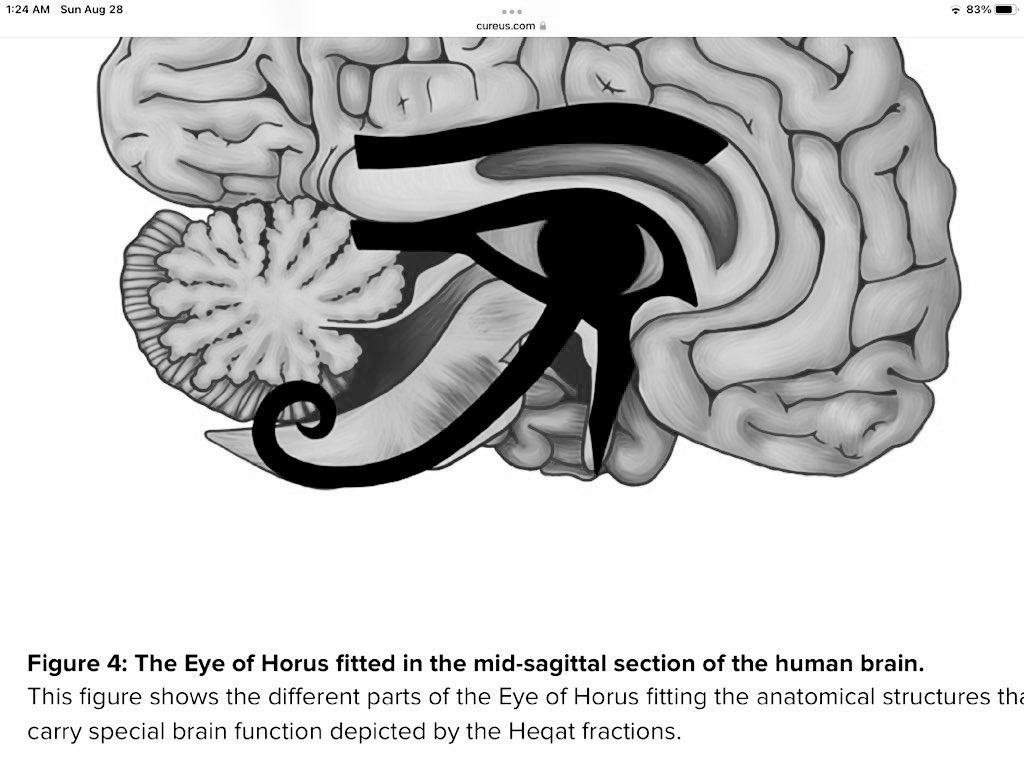 1:24 AM Sun Aug 28
83%
cureus.com
Figure 4: The Eye of Horus fitted in the mid-sagittal section of the human brain.
This figure shows the different parts of the Eye of Horus fitting the anatomical structures tha
carry special brain function depicted by the Heqat fractions.